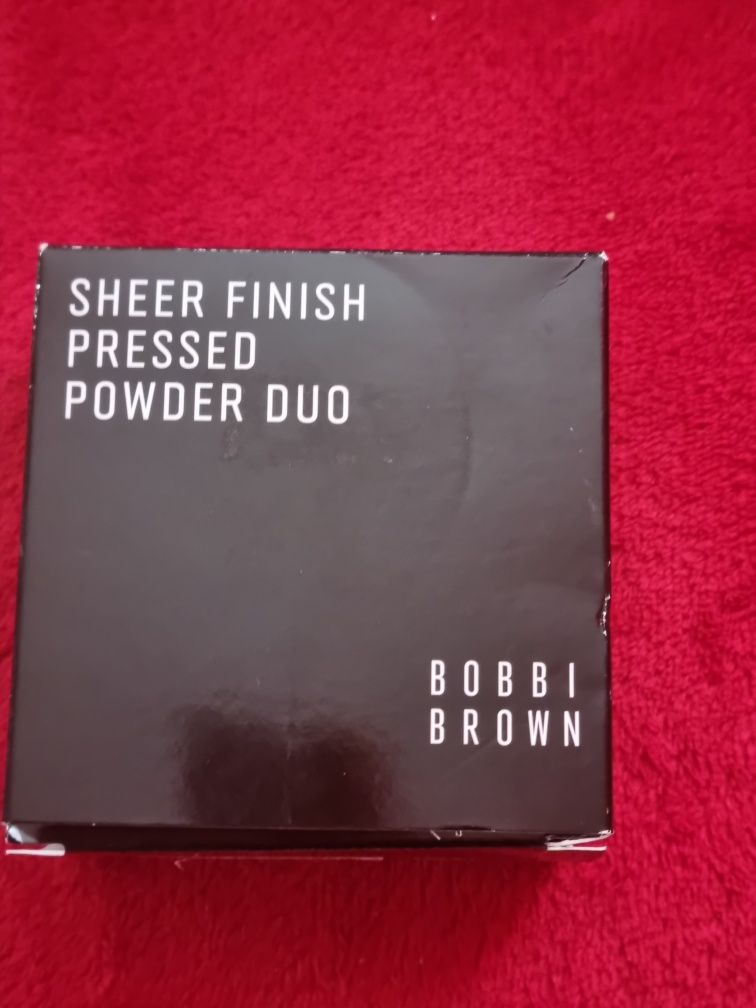 SHEER FINISH
PRESSED
POWDER DUO
BOBBI
BROWN